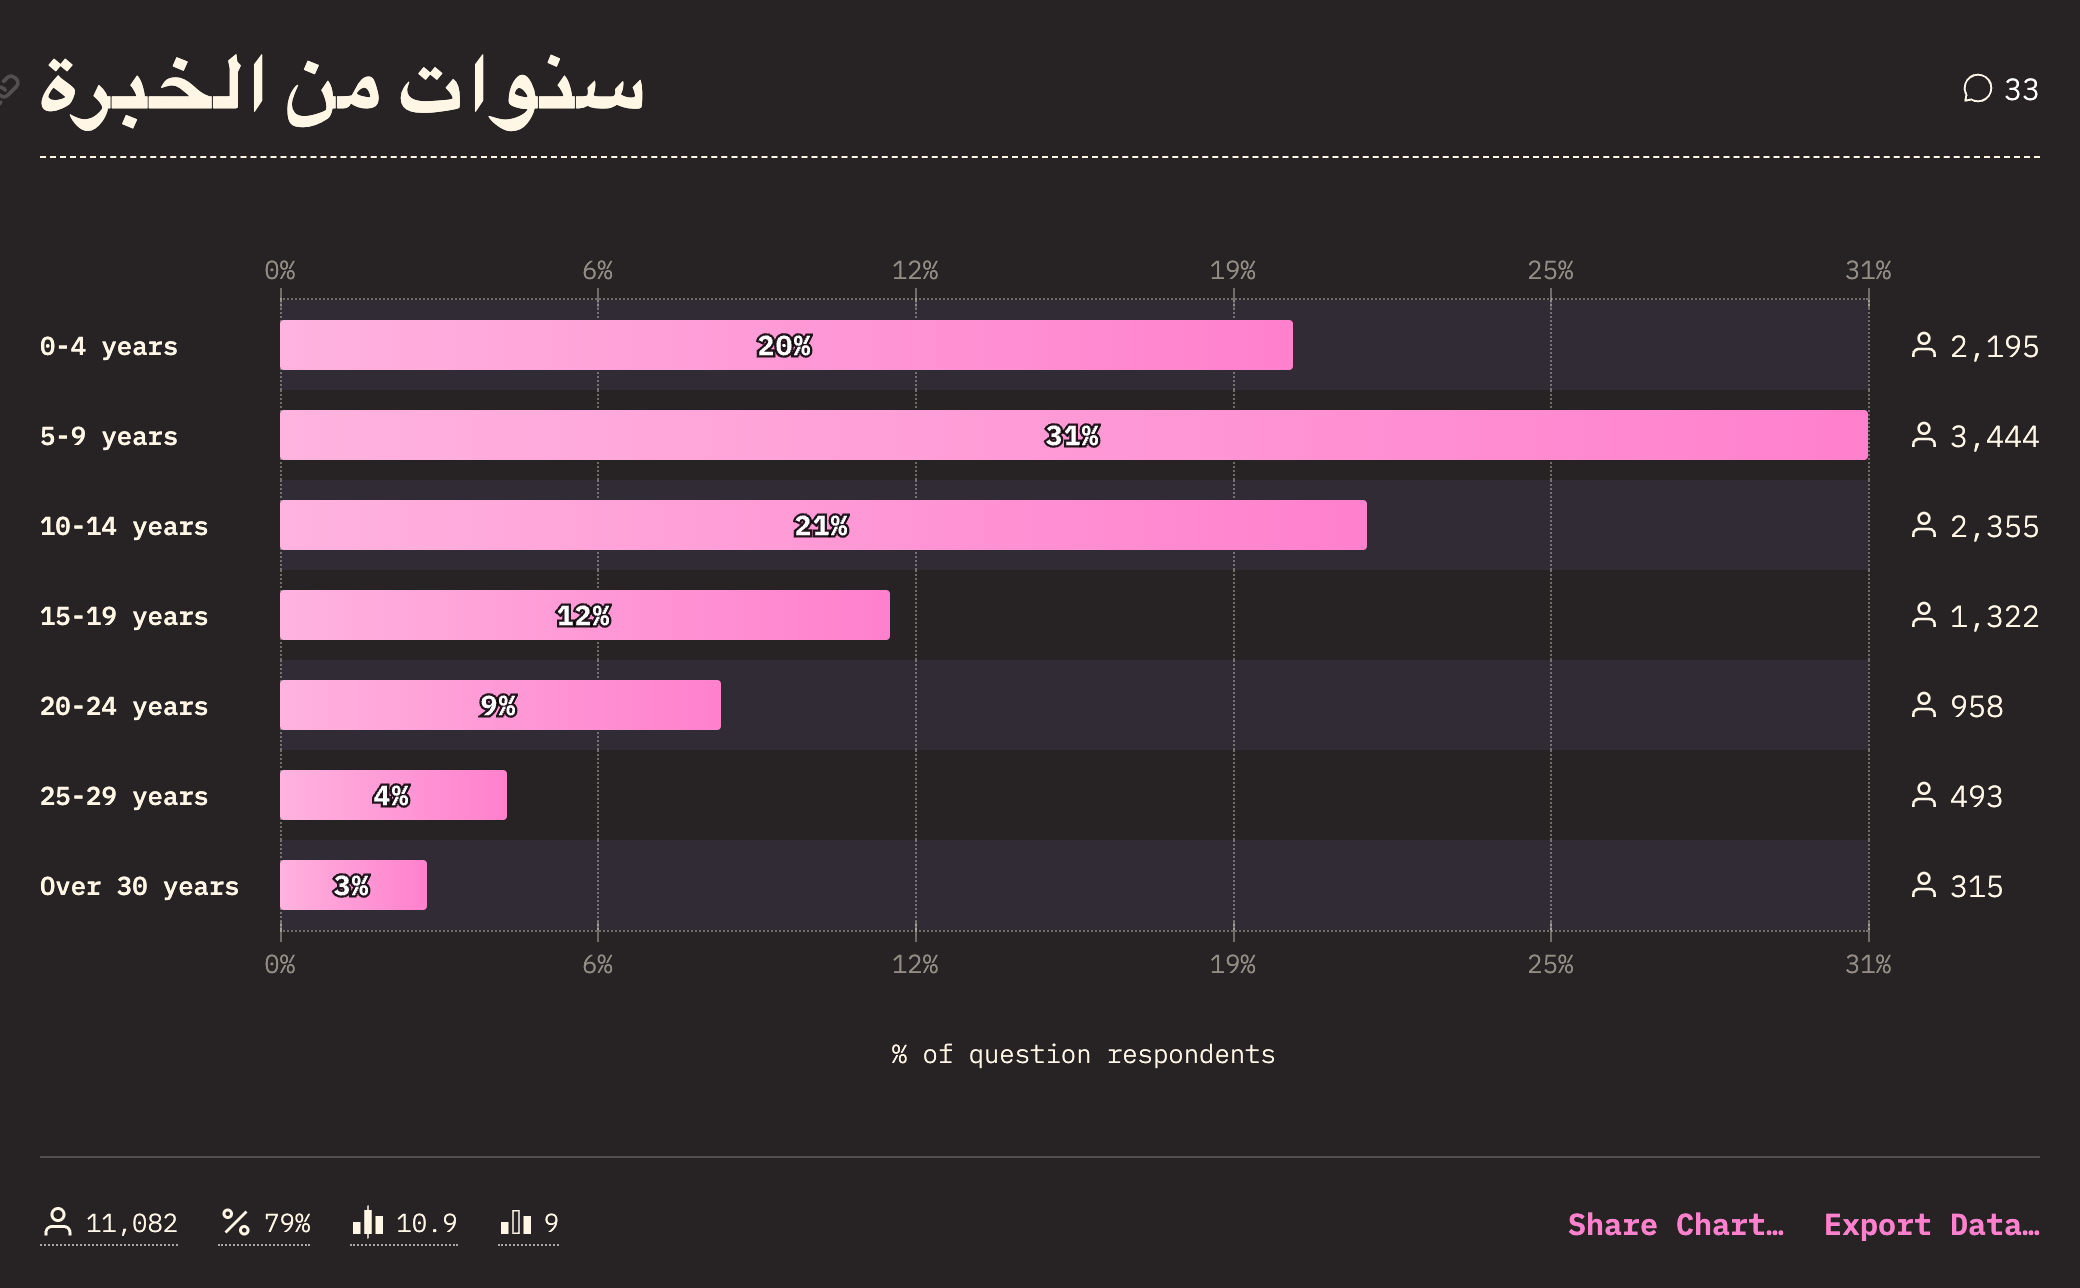 سنوات من الخبرة
33
0% 6% 12% 19% 25% 31%
0-4 years 20% 2,195
5-9 years 31% 3,444
10-14 years 21% 2,355
15-19 years 12% 1,322
20-24 years 9% 958
25-29 years 4% 493
Over 30 years 3% 315
0% 6% 12% 19% 25% 31%
% of question respondents
11,082 79% 10.9 9 Share Chart… Export Data…